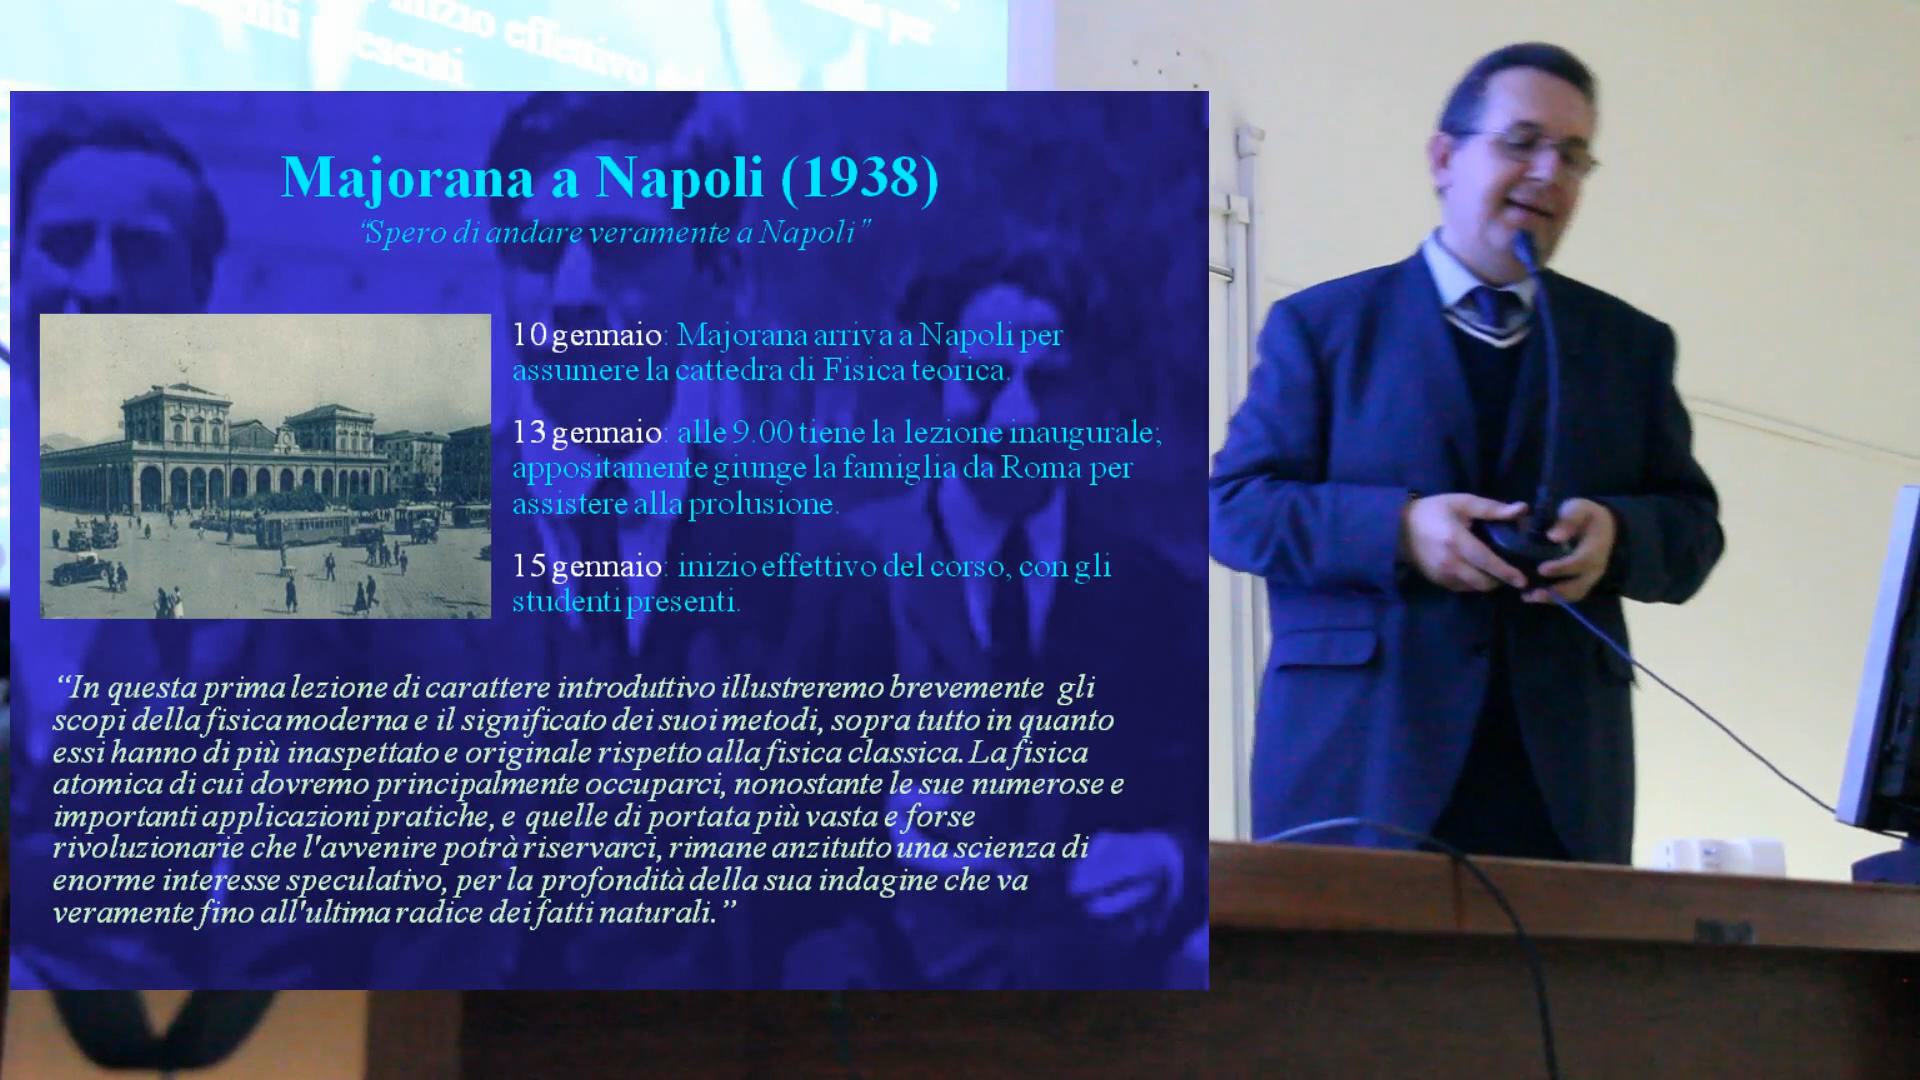 inizio effettivo
per
enti presenti
Majorana a Napoli (1938)
“Spero di andare veramente a Napoli”
10 gennaio: Majorana arriva a Napoli per
assumere la cattedra di Fisica teorica.
13 gennaio: alle 9.00 tiene la lezione inaugurale;
appositamente giunge la famiglia da Roma per
assistere alla prolusione.
15 gennaio: inizio effettivo del corso, con gli
studenti presenti.
“In questa prima lezione di carattere introduttivo illustreremo brevemente gli
scopi della fisica moderna e il significato dei suoi metodi, sopra tutto in quanto
essi hanno di più inaspettato e originale rispetto alla fisica classica. La fisica
atomica di cui dovremo principalmente occuparci, nonostante le sue numerose e
importanti applicazioni pratiche, e quelle di portata più vasta e forse
rivoluzionarie che l'avvenire potrà riservarci, rimane anzitutto una scienza di
enorme interesse speculativo, per la profondità della sua indagine che va
veramente fino all'ultima radice dei fatti naturali.”